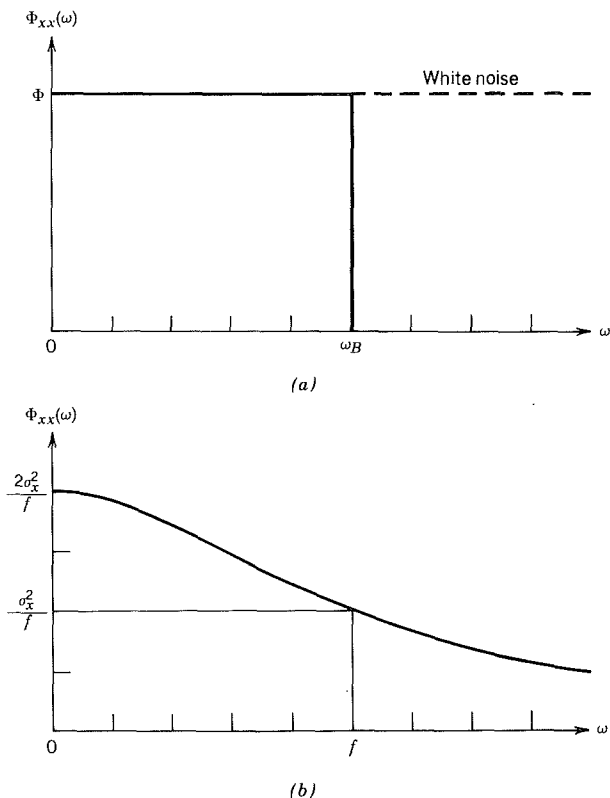 Φxx(ω)
White noise
Φ
0
ωB
ω
(a)
Φxx(ω)
2σx²/f
σx²/f
0
f
ω
(b)